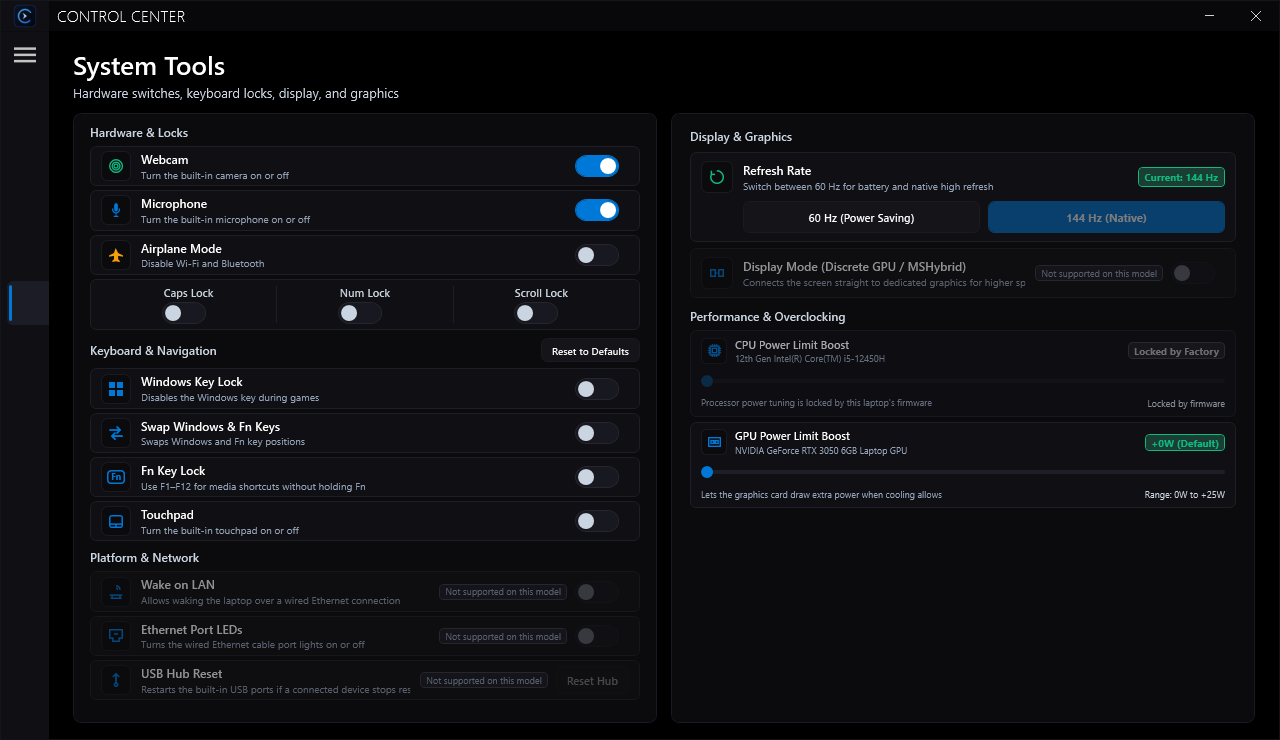 CONTROL CENTER
System Tools
Hardware switches, keyboard locks, display, and graphics
Hardware & Locks
Webcam
Turn the built-in camera on or off
Microphone
Turn the built-in microphone on or off
Airplane Mode
Disable Wi-Fi and Bluetooth
Caps Lock
Num Lock
Scroll Lock
Keyboard & Navigation
Reset to Defaults
Windows Key Lock
Disables the Windows key during games
Swap Windows & Fn Keys
Swaps Windows and Fn key positions
Fn
Fn Key Lock
Use F1–F12 for media shortcuts without holding Fn
Touchpad
Turn the built-in touchpad on or off
Platform & Network
Wake on LAN
Allows waking the laptop over a wired Ethernet connection
Not supported on this model
Ethernet Port LEDs
Turns the wired Ethernet cable port lights on or off
Not supported on this model
USB Hub Reset
Restarts the built-in USB ports if a connected device stops res
Not supported on this model
Reset Hub
Display & Graphics
Refresh Rate
Switch between 60 Hz for battery and native high refresh
Current: 144 Hz
60 Hz (Power Saving)
144 Hz (Native)
Display Mode (Discrete GPU / MSHybrid)
Connects the screen straight to dedicated graphics for higher sp
Not supported on this model
Performance & Overclocking
CPU Power Limit Boost
12th Gen Intel(R) Core(TM) i5-12450H
Locked by Factory
Processor power tuning is locked by this laptop's firmware
Locked by firmware
GPU Power Limit Boost
NVIDIA GeForce RTX 3050 6GB Laptop GPU
+0W (Default)
Lets the graphics card draw extra power when cooling allows
Range: 0W to +25W